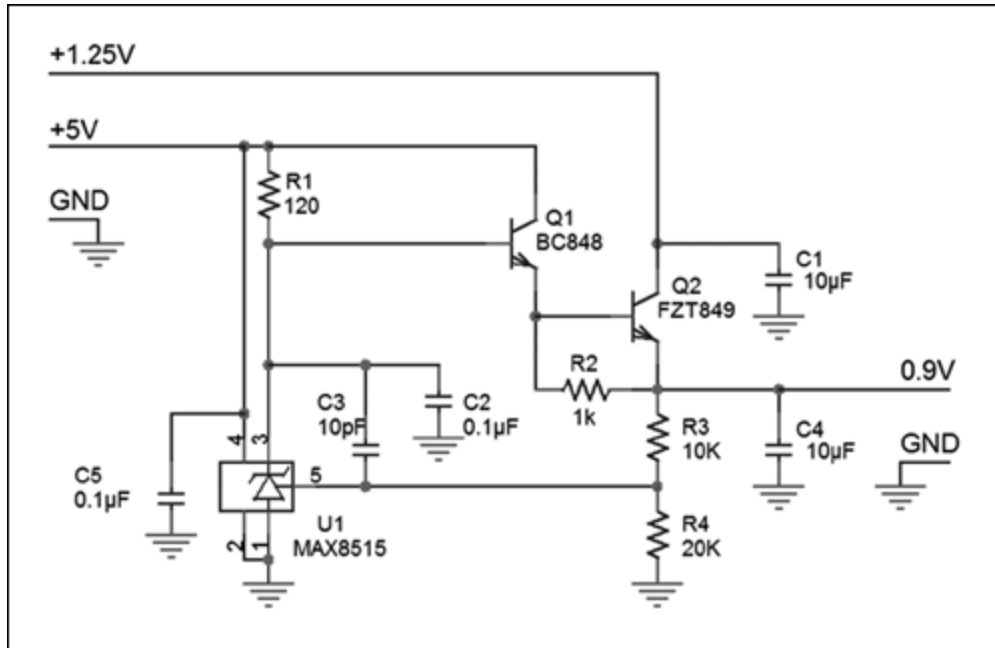 +1.25V
+5V
GND
R1
120
Q1
BC848
C1
10µF
Q2
FZT849
R2
1k
0.9V
C3
10pF
C2
0.1µF
R3
10K
C4
10µF
GND
4
3
C5
0.1µF
5
U1
MAX8515
2
1
R4
20K